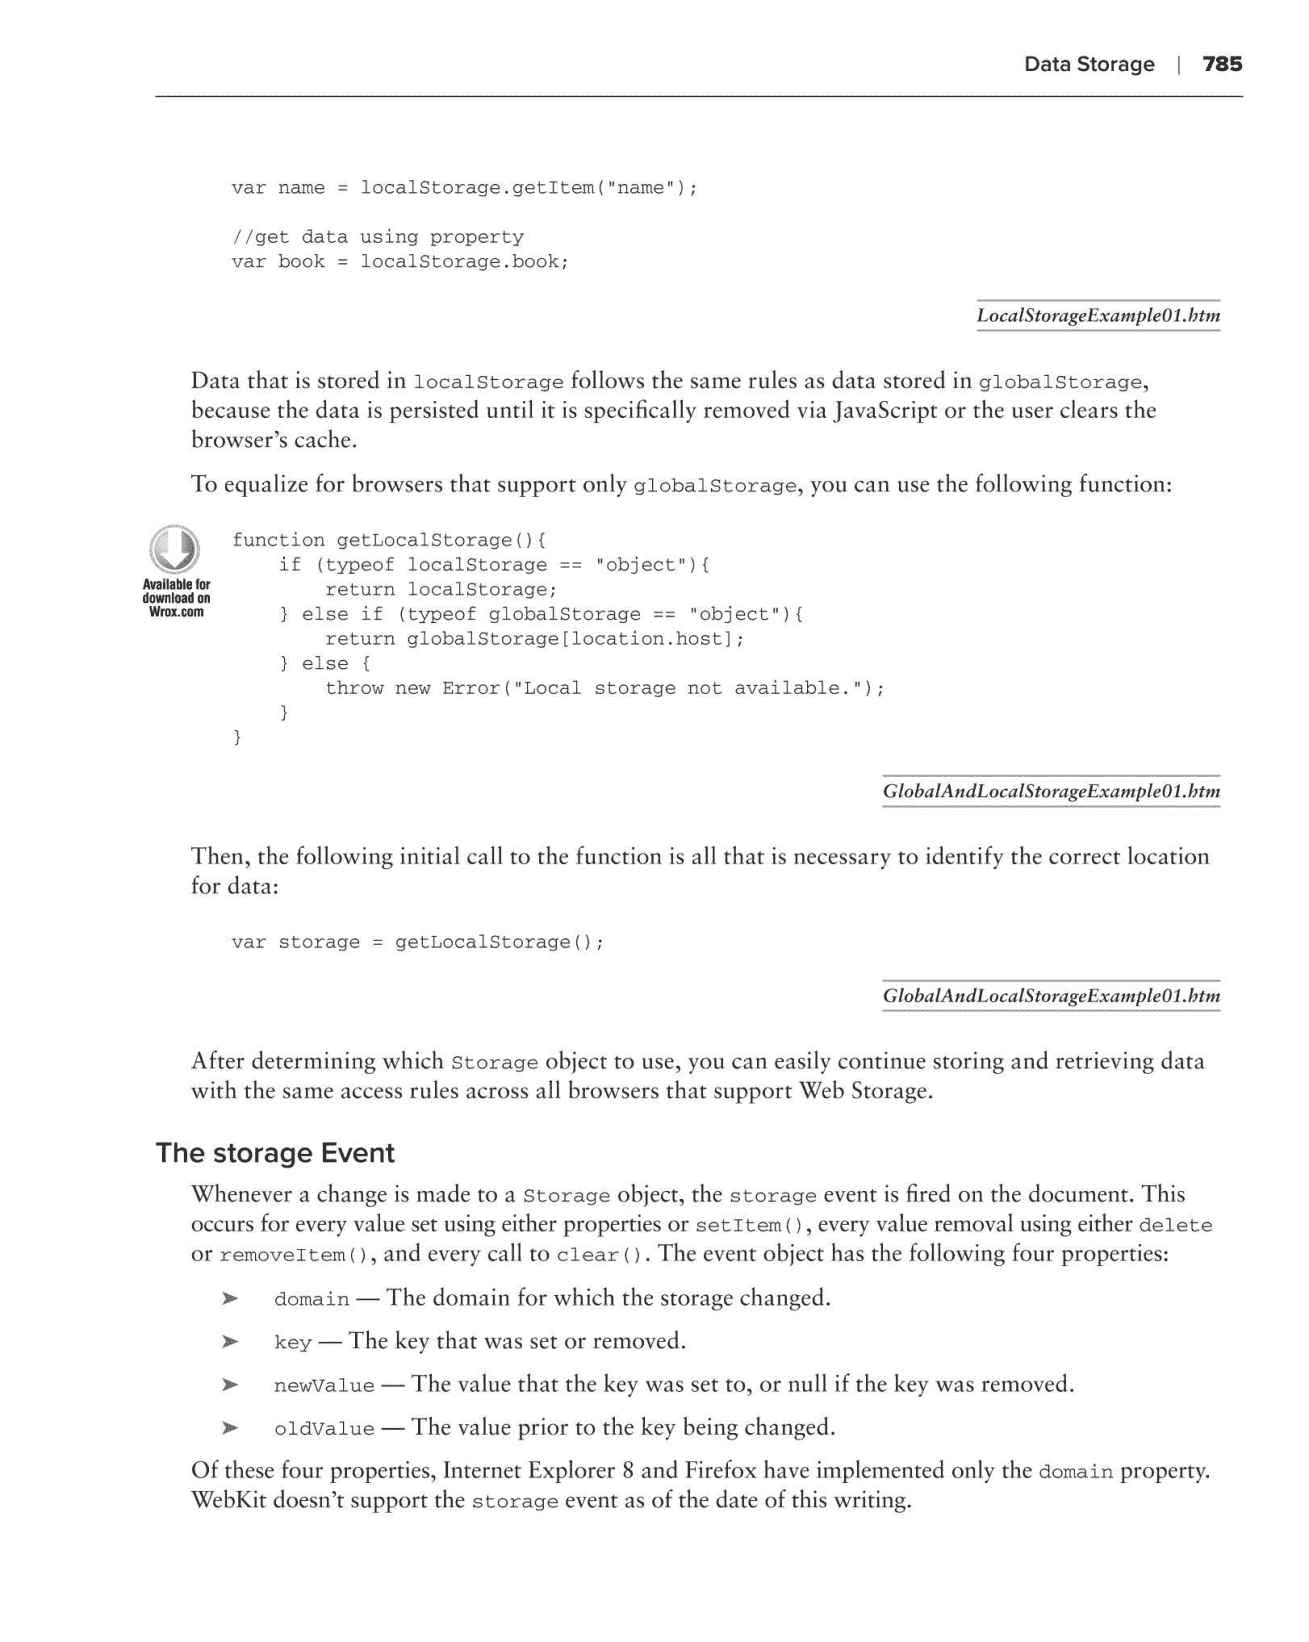 Data Storage | 785
var name = localStorage.getItem("name");
//get data using property
var book = localStorage.book;
LocalStorageExample01.htm
Data that is stored in localStorage follows the same rules as data stored in globalStorage,
because the data is persisted until it is specifically removed via JavaScript or the user clears the
browser's cache.
To equalize for browsers that support only globalStorage, you can use the following function:
Available for
download on
Wrox.com
function getLocalStorage(){
    if (typeof localStorage == "object"){
        return localStorage;
    } else if (typeof globalStorage == "object"){
        return globalStorage[location.host];
    } else {
        throw new Error("Local storage not available.");
    }
}
GlobalAndLocalStorageExample01.htm
Then, the following initial call to the function is all that is necessary to identify the correct location
for data:
var storage = getLocalStorage();
GlobalAndLocalStorageExample01.htm
After determining which Storage object to use, you can easily continue storing and retrieving data
with the same access rules across all browsers that support Web Storage.
The storage Event
Whenever a change is made to a Storage object, the storage event is fired on the document. This
occurs for every value set using either properties or setItem(), every value removal using either delete
or removeItem(), and every call to clear(). The event object has the following four properties:
➤ domain — The domain for which the storage changed.
➤ key — The key that was set or removed.
➤ newValue — The value that the key was set to, or null if the key was removed.
➤ oldValue — The value prior to the key being changed.
Of these four properties, Internet Explorer 8 and Firefox have implemented only the domain property.
WebKit doesn't support the storage event as of the date of this writing.